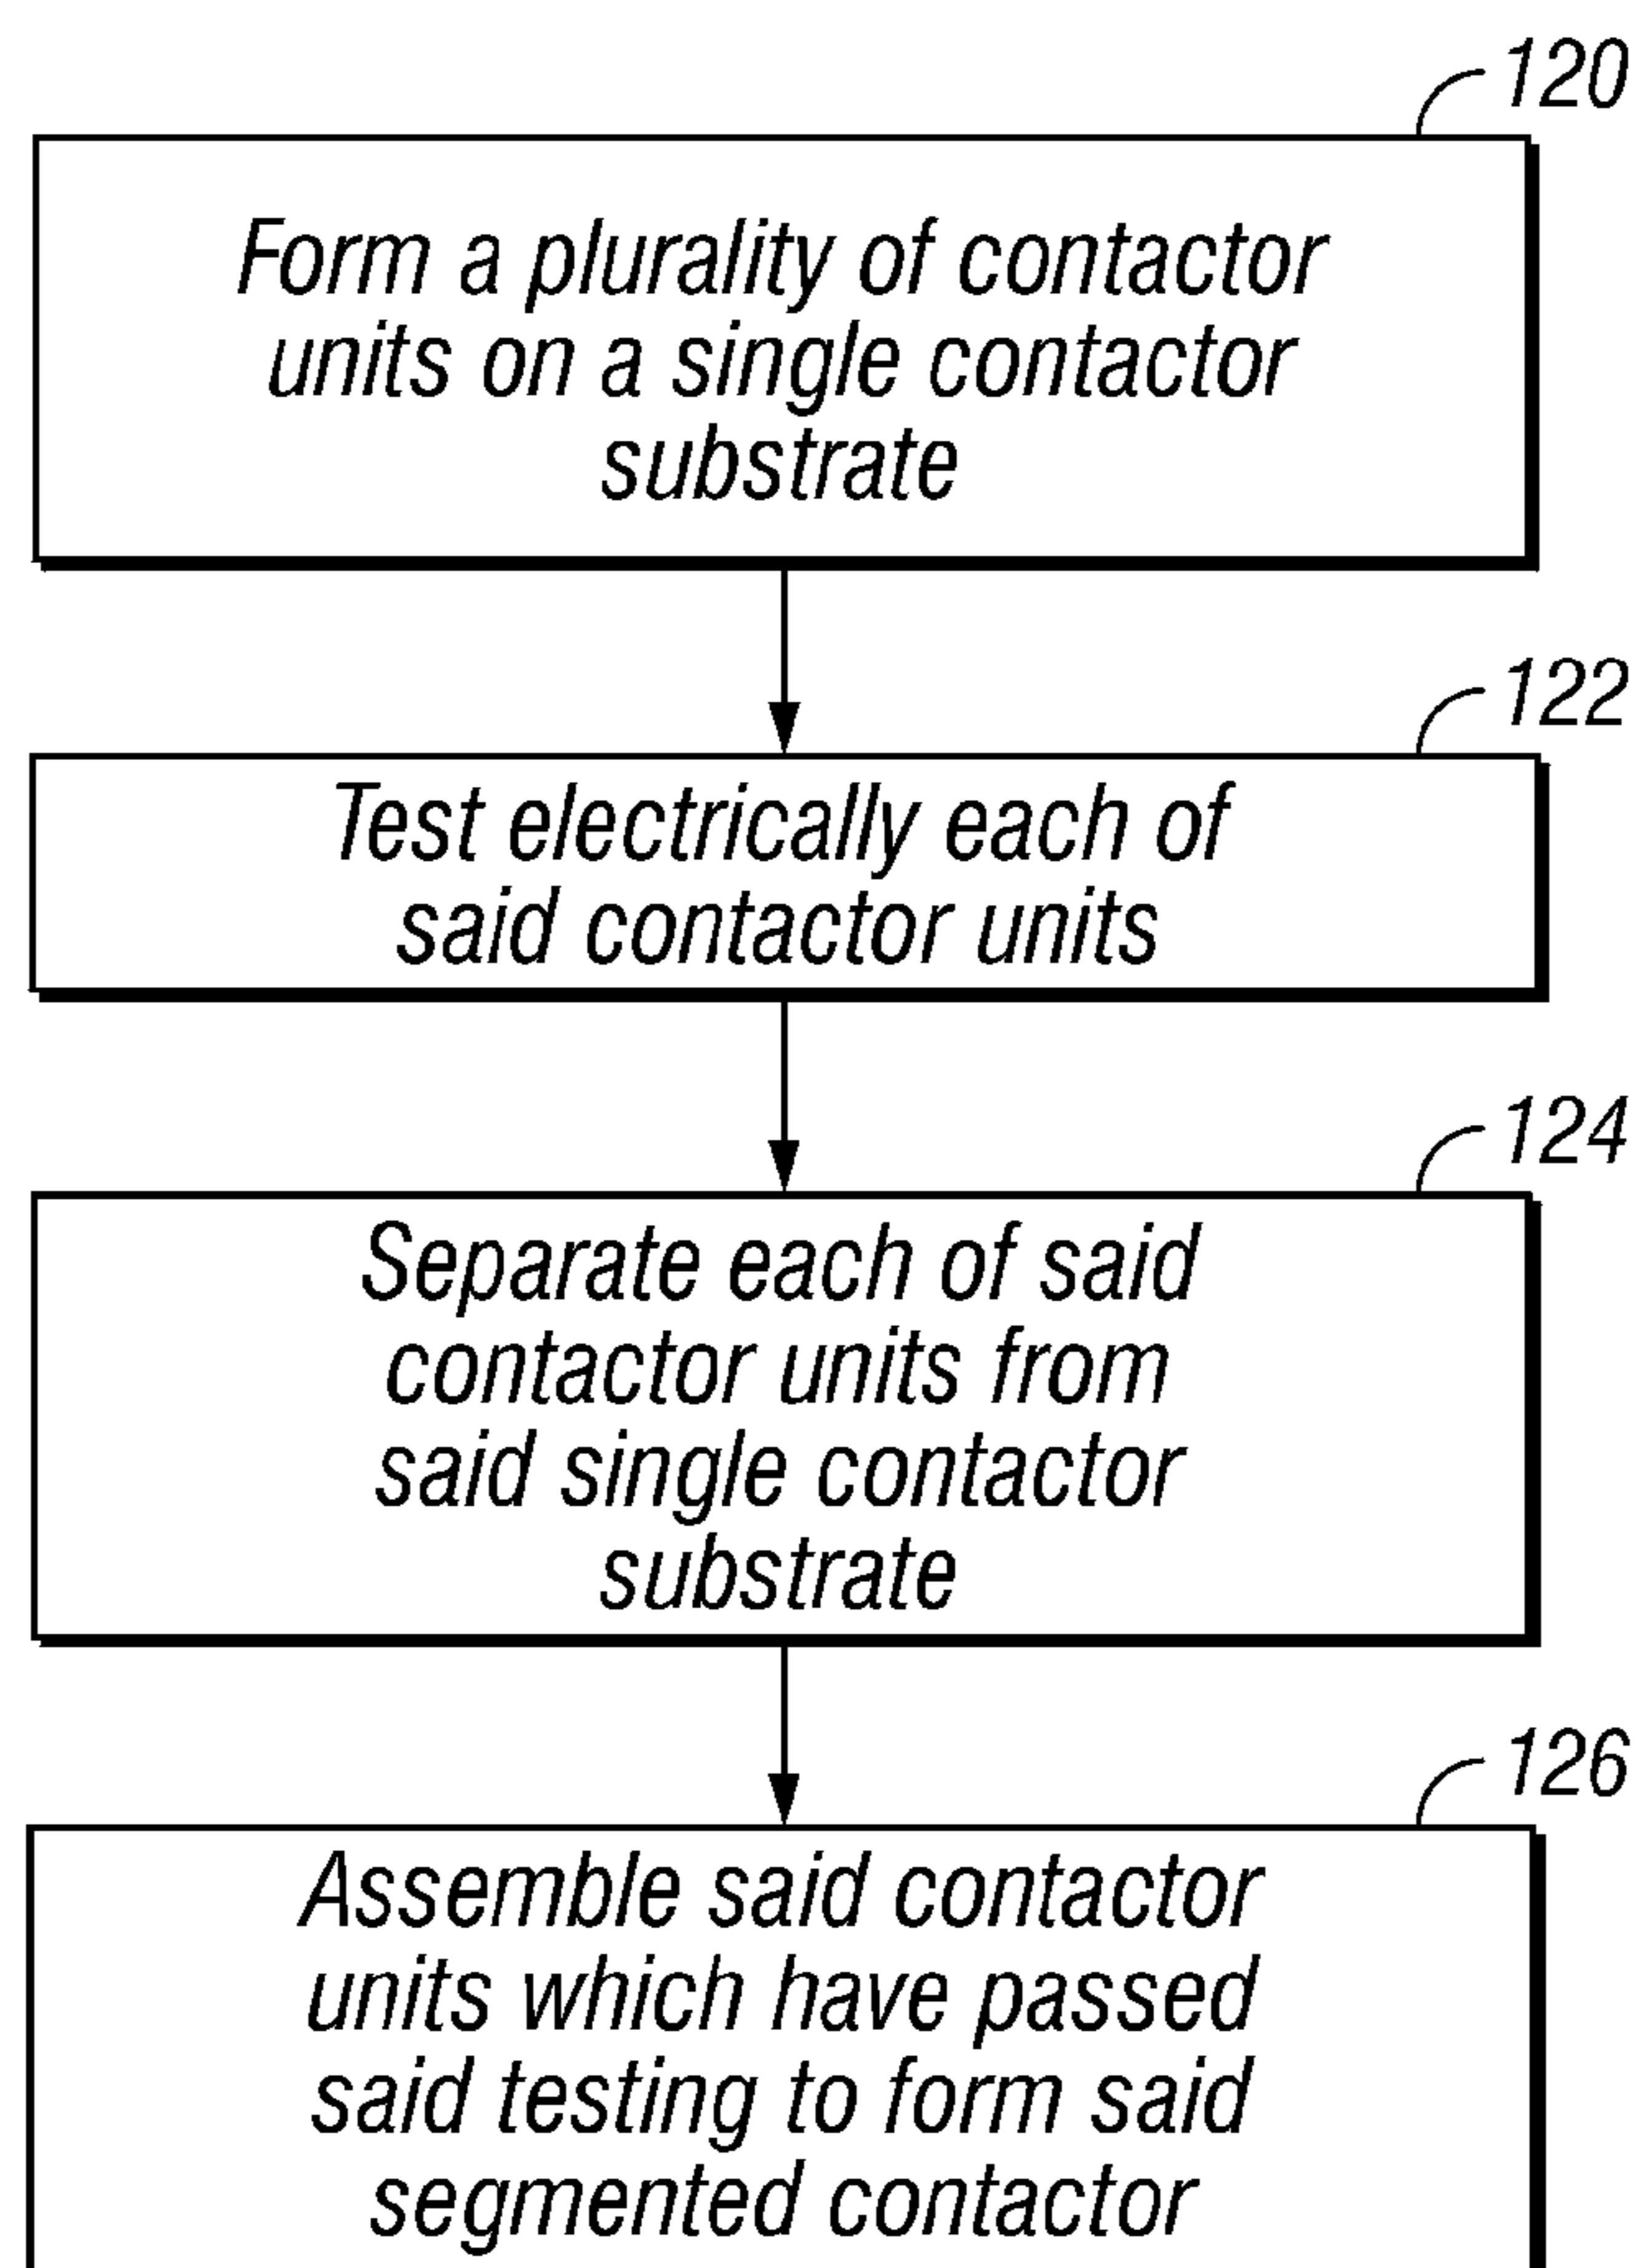 120
Form a plurality of contactor
units on a single contactor
substrate
122
Test electrically each of
said contactor units
124
Separate each of said
contactor units from
said single contactor
substrate
126
Assemble said contactor
units which have passed
said testing to form said
segmented contactor